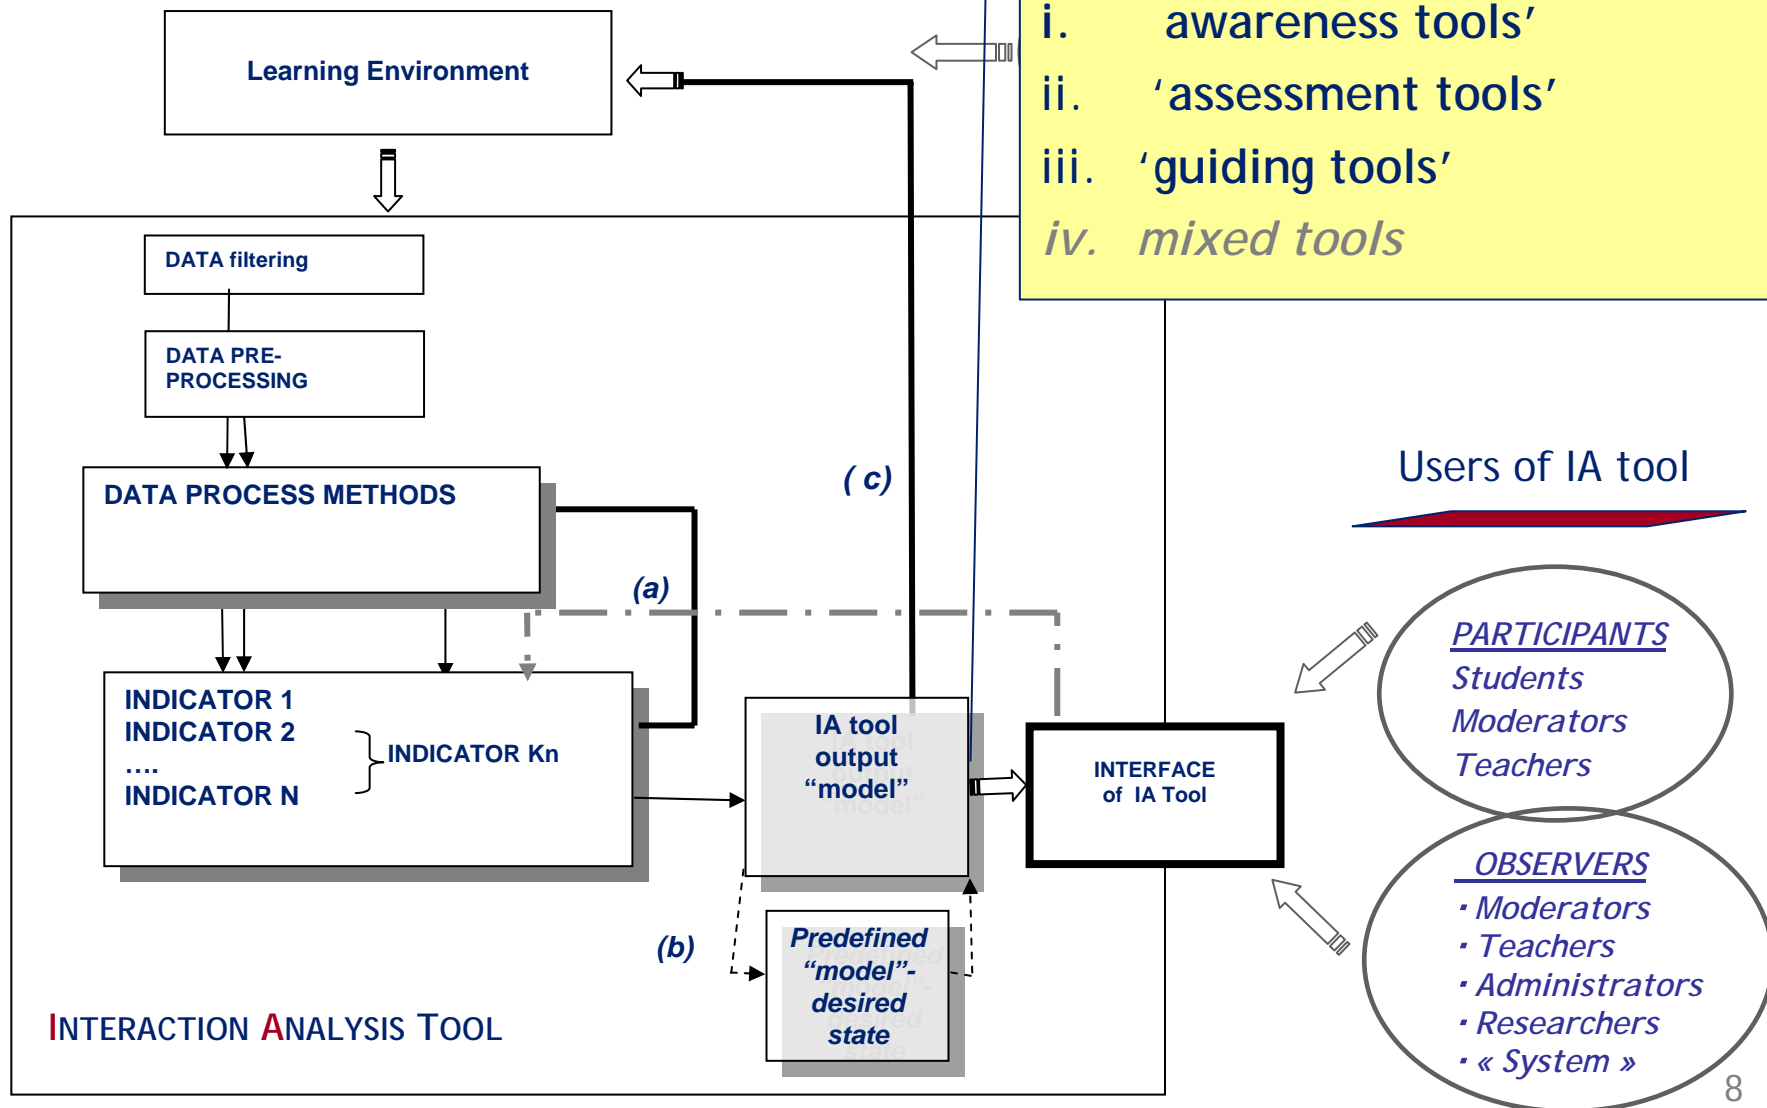 Learning Environment
i. awareness tools’
ii. ‘assessment tools’
iii. ‘guiding tools’
iv. mixed tools
DATA filtering
DATA PRE-
PROCESSING
DATA PROCESS METHODS
( c)
(a)
Users of IA tool
INDICATOR 1
INDICATOR 2
....
INDICATOR N
INDICATOR Kn
IA tool
output
“model”
INTERFACE
of IA Tool
PARTICIPANTS
Students
Moderators
Teachers
(b)
Predefined
“model”-
desired
state
OBSERVERS
· Moderators
· Teachers
· Administrators
· Researchers
· « System »
INTERACTION ANALYSIS TOOL
8